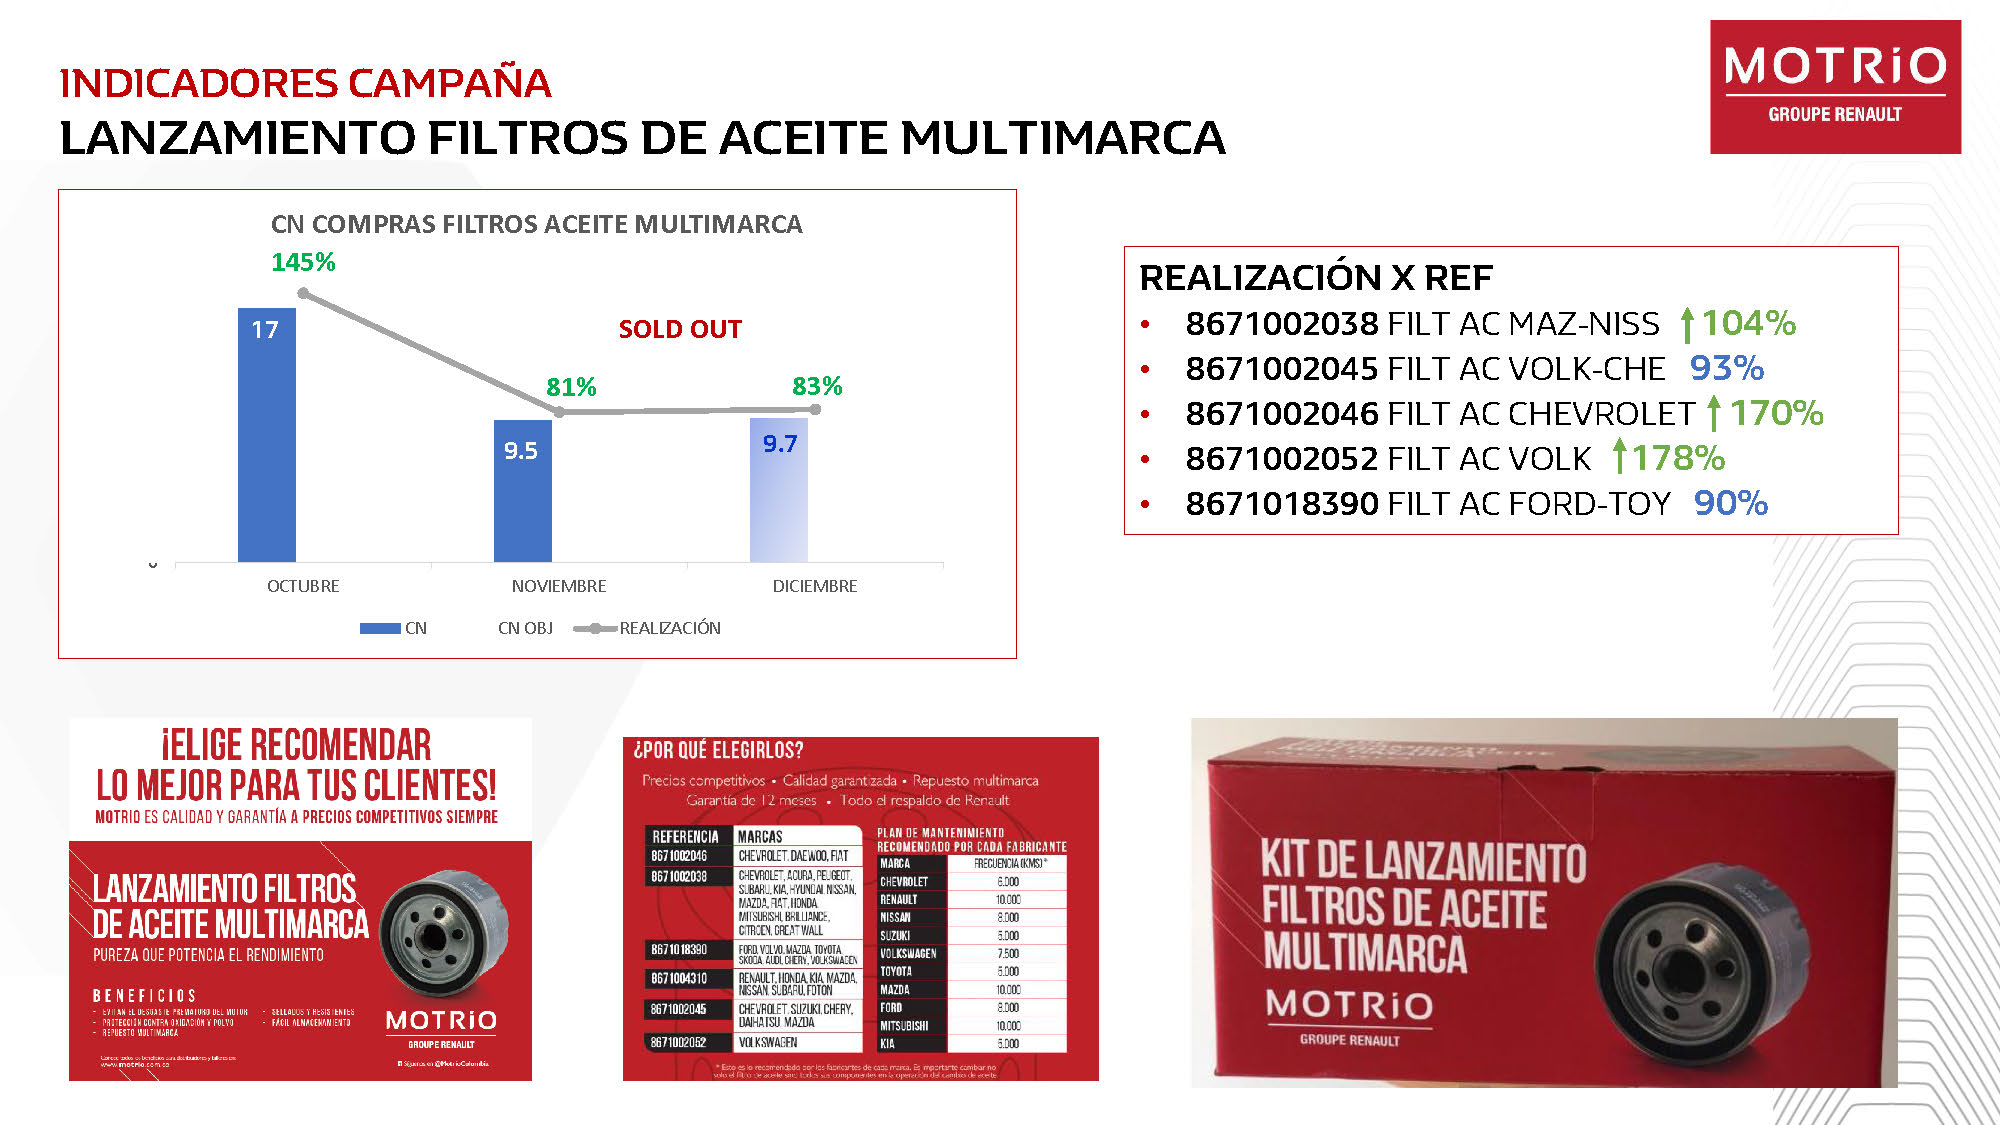 INDICADORES CAMPAÑA
LANZAMIENTO FILTROS DE ACEITE MULTIMARCA
MOTRiO
GROUPE RENAULT
CN COMPRAS FILTROS ACEITE MULTIMARCA
145%
17
SOLD OUT
81%
83%
9.5
9.7
OCTUBRE NOVIEMBRE DICIEMBRE
CN CN OBJ REALIZACIÓN
REALIZACIÓN X REF
• 8671002038 FILT AC MAZ-NISS 104%
• 8671002045 FILT AC VOLK-CHE 93%
• 8671002046 FILT AC CHEVROLET 170%
• 8671002052 FILT AC VOLK 178%
• 8671018390 FILT AC FORD-TOY 90%
¡ELIGE RECOMENDAR
LO MEJOR PARA TUS CLIENTES!
MOTRIO ES CALIDAD Y GARANTÍA A PRECIOS COMPETITIVOS SIEMPRE
LANZAMIENTO FILTROS
DE ACEITE MULTIMARCA
PUREZA QUE POTENCIA EL RENDIMIENTO
BENEFICIOS
- EVITAN EL DESGASTE PREMATURO DEL MOTOR
- PROTECCIÓN CONTRA OXIDACIÓN Y POLVO
- REPUESTO MULTIMARCA
- SELLADOS Y RESISTENTES
- FÁCIL ALMACENAMIENTO
MOTRiO
GROUPE RENAULT
www.motrio.com.co
Síguenos en @MotrioColombia
¿POR QUÉ ELEGIRLOS?
Precios competitivos • Calidad garantizada • Repuesto multimarca
Garantía de 12 meses • Todo el respaldo de Renault
REFERENCIA MARCAS
8671002046 CHEVROLET, DAEWOO, FIAT
8671002038 CHEVROLET, ACURA, PEUGEOT,
SUBARU, KIA, HYUNDAI, NISSAN,
MAZDA, FIAT, HONDA,
MITSUBISHI, BRILLIANCE,
CITROEN, GREAT WALL
8671018390 FORD, VOLVO, MAZDA, TOYOTA,
SKODA, AUDI, CHERY, VOLKSWAGEN
8671004310 RENAULT, HONDA, KIA, MAZDA,
NISSAN, SUBARU, FOTON
8671002045 CHEVROLET, SUZUKI, CHERY,
DAIHATSU, MAZDA
8671002052 VOLKSWAGEN
PLAN DE MANTENIMIENTO
RECOMENDADO POR CADA FABRICANTE
MARCA FRECUENCIA (KMS)*
CHEVROLET 6.000
RENAULT 10.000
NISSAN 8.000
SUZUKI 5.000
VOLKSWAGEN 7.500
TOYOTA 5.000
MAZDA 10.000
FORD 8.000
MITSUBISHI 10.000
KIA 5.000
* Esto es lo recomendado por los fabricantes de cada marca. Es importante cambiar no
solo el filtro de aceite sino todos sus componentes en la operación del cambio de aceite
KIT DE LANZAMIENTO
FILTROS DE ACEITE
MULTIMARCA
MOTRiO
GROUPE RENAULT